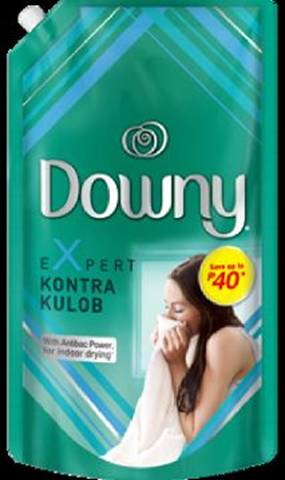 Downy
EXPERT
KONTRA
KULOB
Save up to
₱40*
With Antibac Power,
for indoor drying*